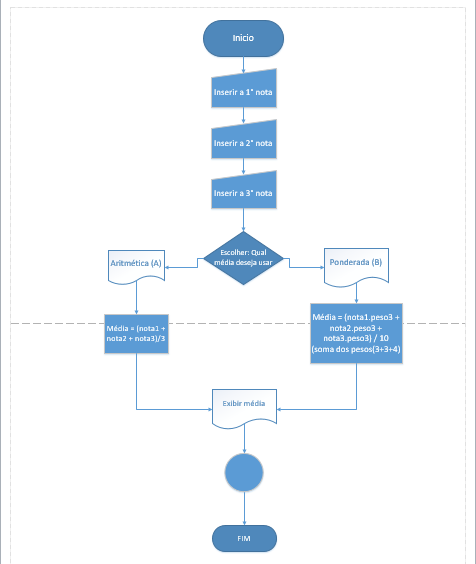 Inicio
Inserir a 1° nota
Inserir a 2° nota
Inserir a 3° nota
Escolher: Qual
média deseja usar
Aritmética (A)
Ponderada (B)
Média = (nota1 +
nota2 + nota3)/3
Média = (nota1.peso3 +
nota2.peso3 +
nota3.peso3) / 10
(soma dos pesos(3+3+4)
Exibir média
FIM